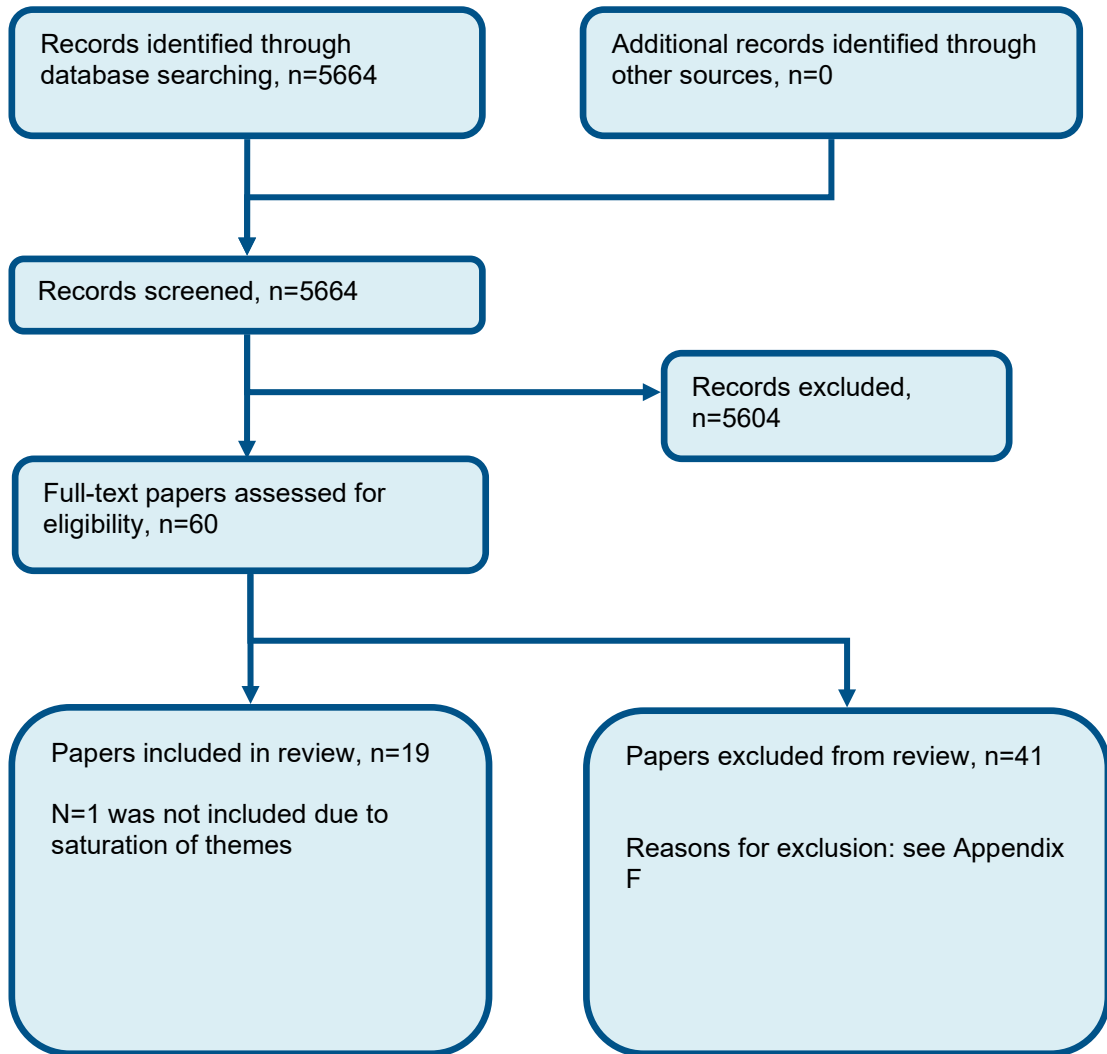 Records identified through
database searching, n=5664
Additional records identified through
other sources, n=0
Records screened, n=5664
Records excluded,
n=5604
Full-text papers assessed for
eligibility, n=60
Papers included in review, n=19
N=1 was not included due to
saturation of themes
Papers excluded from review, n=41
Reasons for exclusion: see Appendix
F